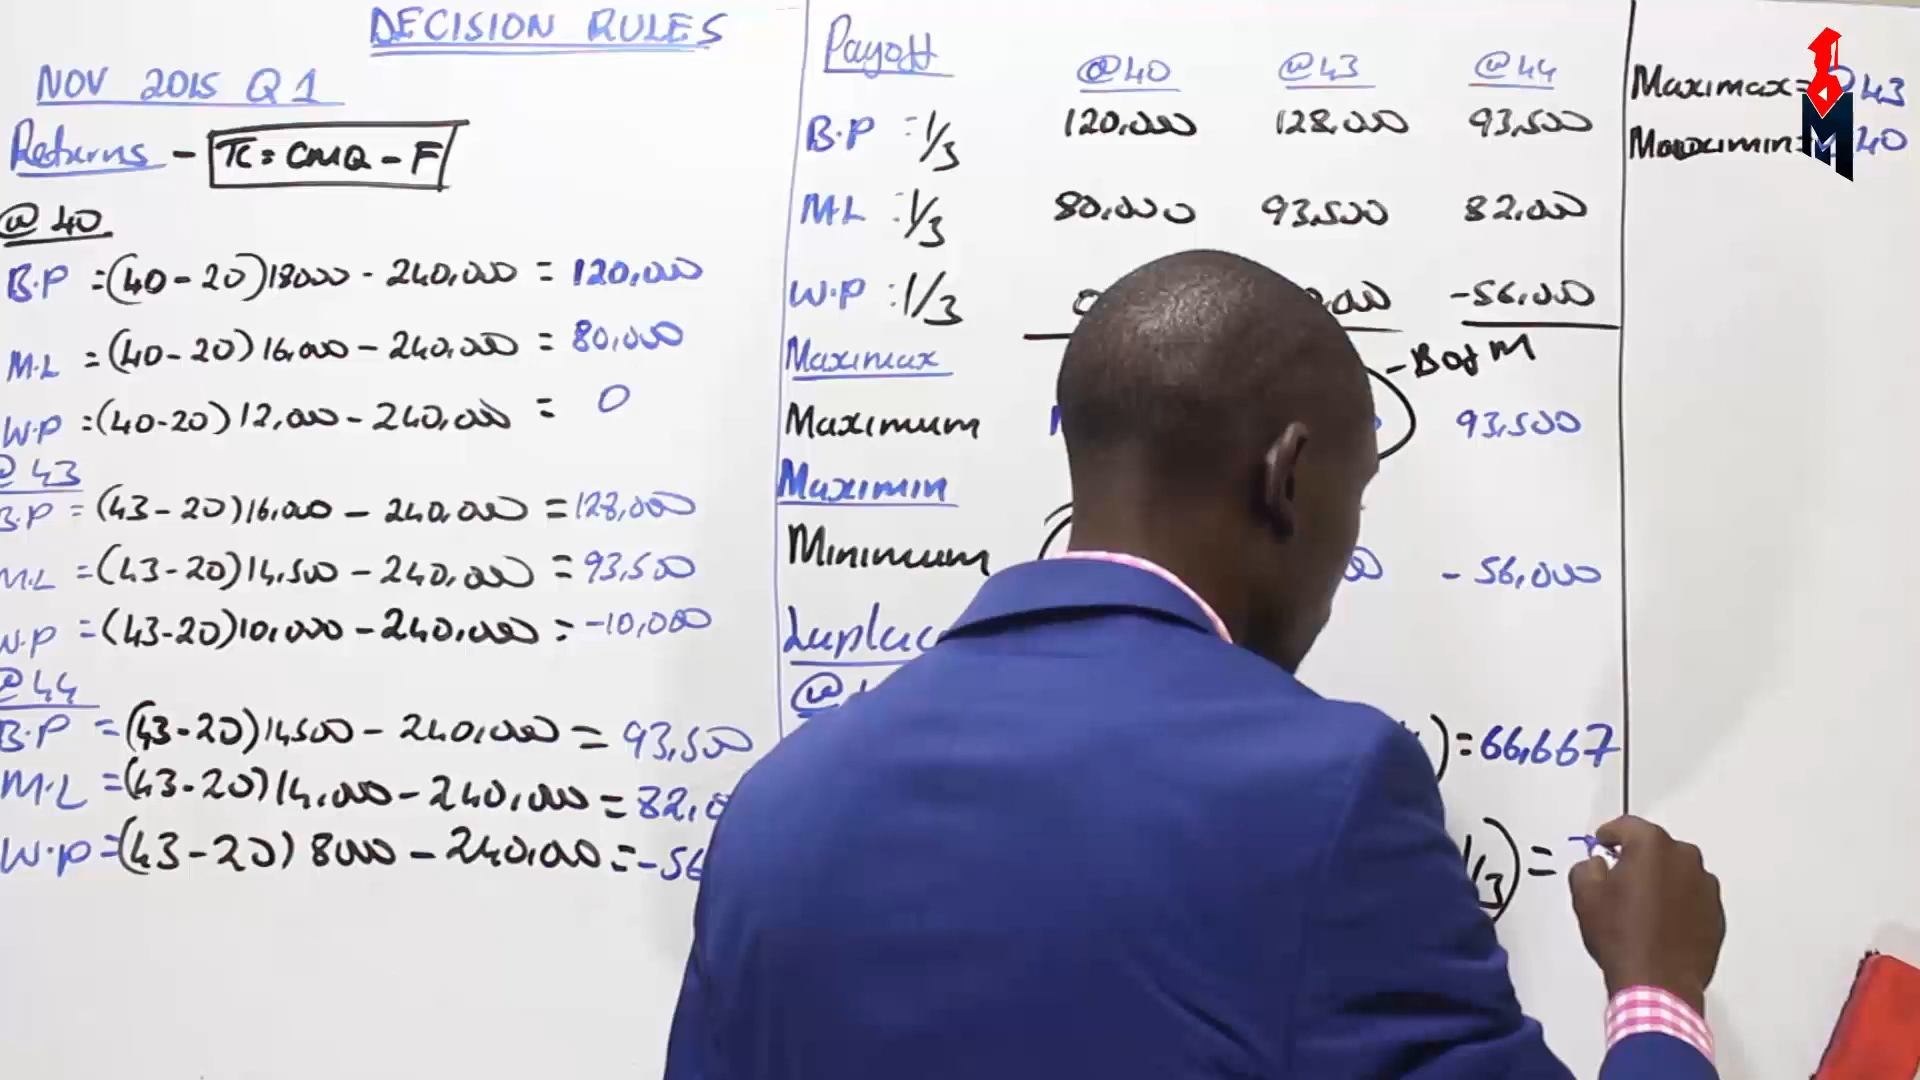 DECISION RULES
NOV 2015 Q1
Returns - π = CMQ - F
@ 40
B.P = (40 - 20) 18000 - 240,000 = 120,000
M.L = (40 - 20) 16,000 - 240,000 = 80,000
W.P = (40-20) 12,000 - 240,000 = 0
@ 43
B.P = (43 - 20) 16,000 - 240,000 = 128,000
M.L = (43-20) 14,500 - 240,000 = 93,500
W.P = (43-20) 10,000 - 240,000 = -10,000
@ 44
B.P = (43-20) 14500 - 240,000 = 93,500
M.L = (43-20) 14,000 - 240,000 = 82,0
W.P = (43-20) 8000 - 240,000 = -56
Payoff
@40 @43 @44
B.P = 1/3 120,000 128,000 93,500
M.L : 1/3 80,000 93,500 82,000
W.P : 1/3 -56,000
Maximax - B of M
Maximum 93,500
Maximin
Minimum - 56,000
Laplac
@
) = 66,667
1/3) =
Maximax = 43
Maximin = 40
M